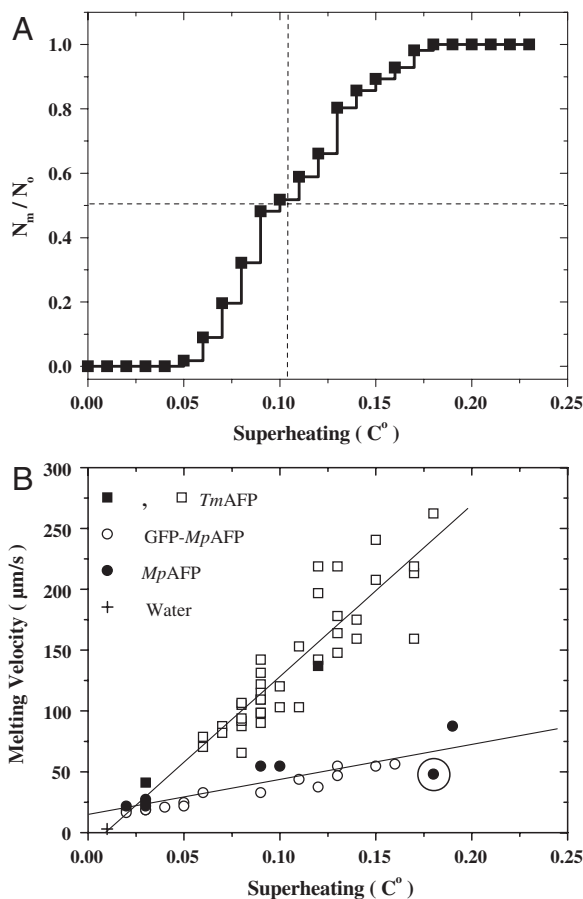 A
1.0
0.8
0.6
0.4
0.2
0.0
Nm / No
0.00 0.05 0.10 0.15 0.20 0.25
Superheating ( Cº )
B
300
250
200
150
100
50
0
Melting Velocity ( μm/s )
, TmAFP
GFP-MpAFP
MpAFP
Water
0.00 0.05 0.10 0.15 0.20 0.25
Superheating ( Cº )